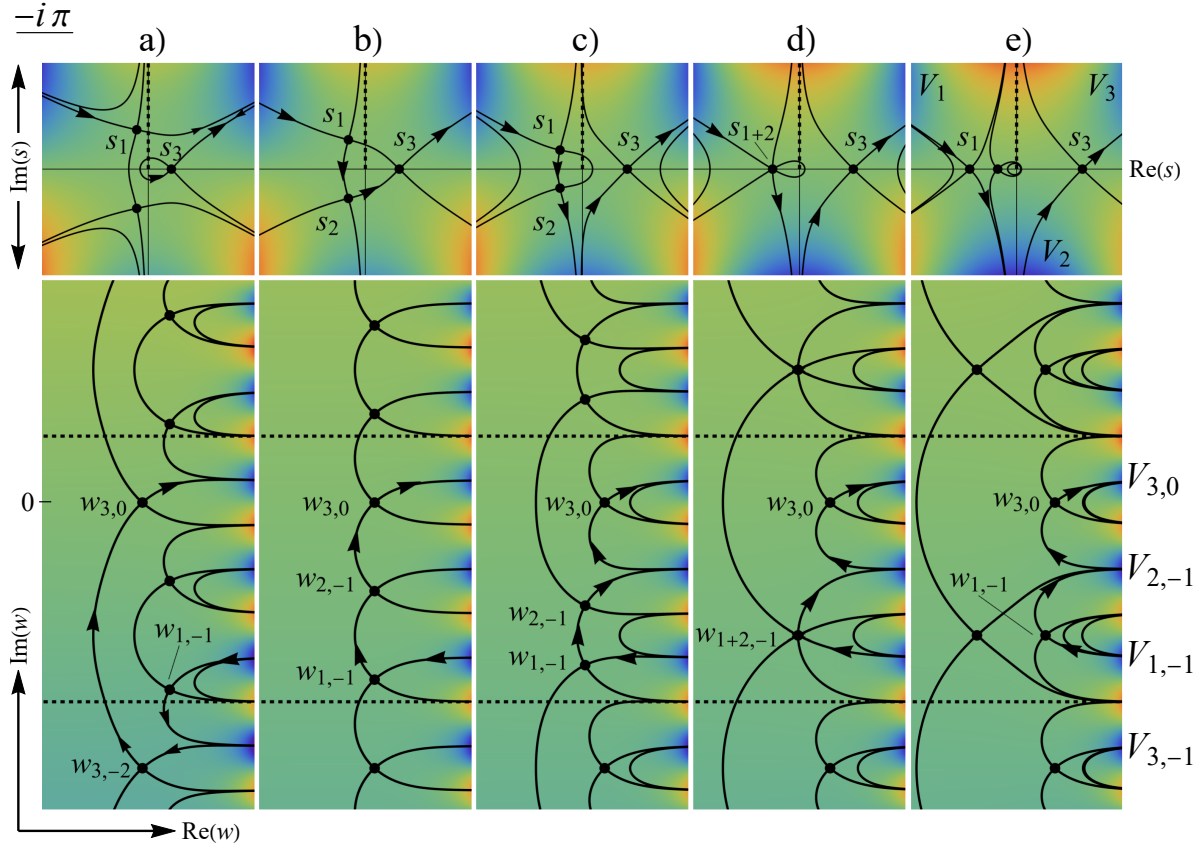 −iπ
a) b) c) d) e)
Im(s)
s₁ s₃
s₁ s₂ s₃
s₁ s₂ s₃
s₁₊₂ s₃
V₁ V₃ s₁ s₃ V₂
Re(s)
0
w₃,₀ w₁,₋₁ w₃,₋₂
w₃,₀ w₂,₋₁ w₁,₋₁
w₃,₀ w₂,₋₁ w₁,₋₁
w₃,₀ w₁₊₂,₋₁
w₃,₀ w₁,₋₁
V₃,₀
V₂,₋₁
V₁,₋₁
V₃,₋₁
Im(w)
Re(w)